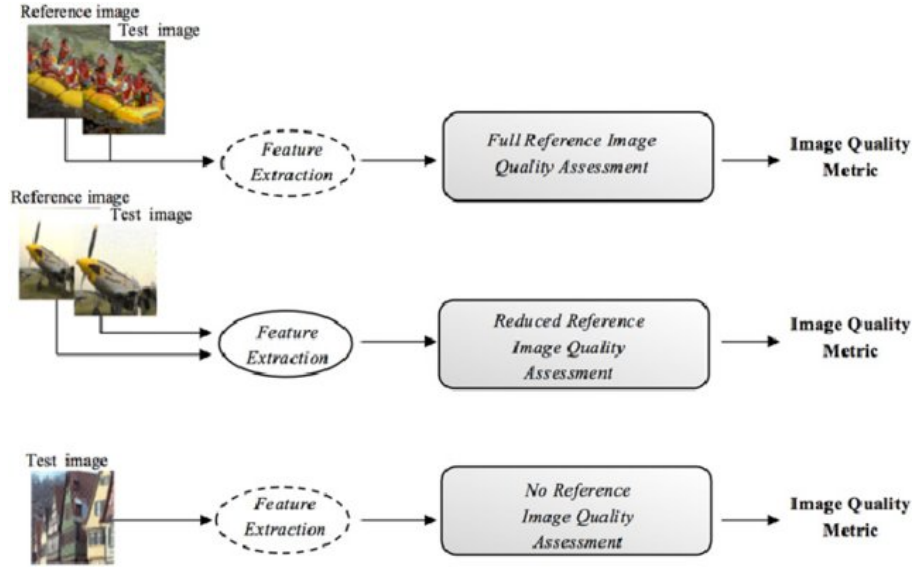 Reference image
Test image
Feature
Extraction
Full Reference Image
Quality Assessment
Image Quality
Metric
Reference image
Test image
Feature
Extraction
Reduced Reference
Image Quality
Assessment
Image Quality
Metric
Test image
Feature
Extraction
No Reference
Image Quality
Assessment
Image Quality
Metric